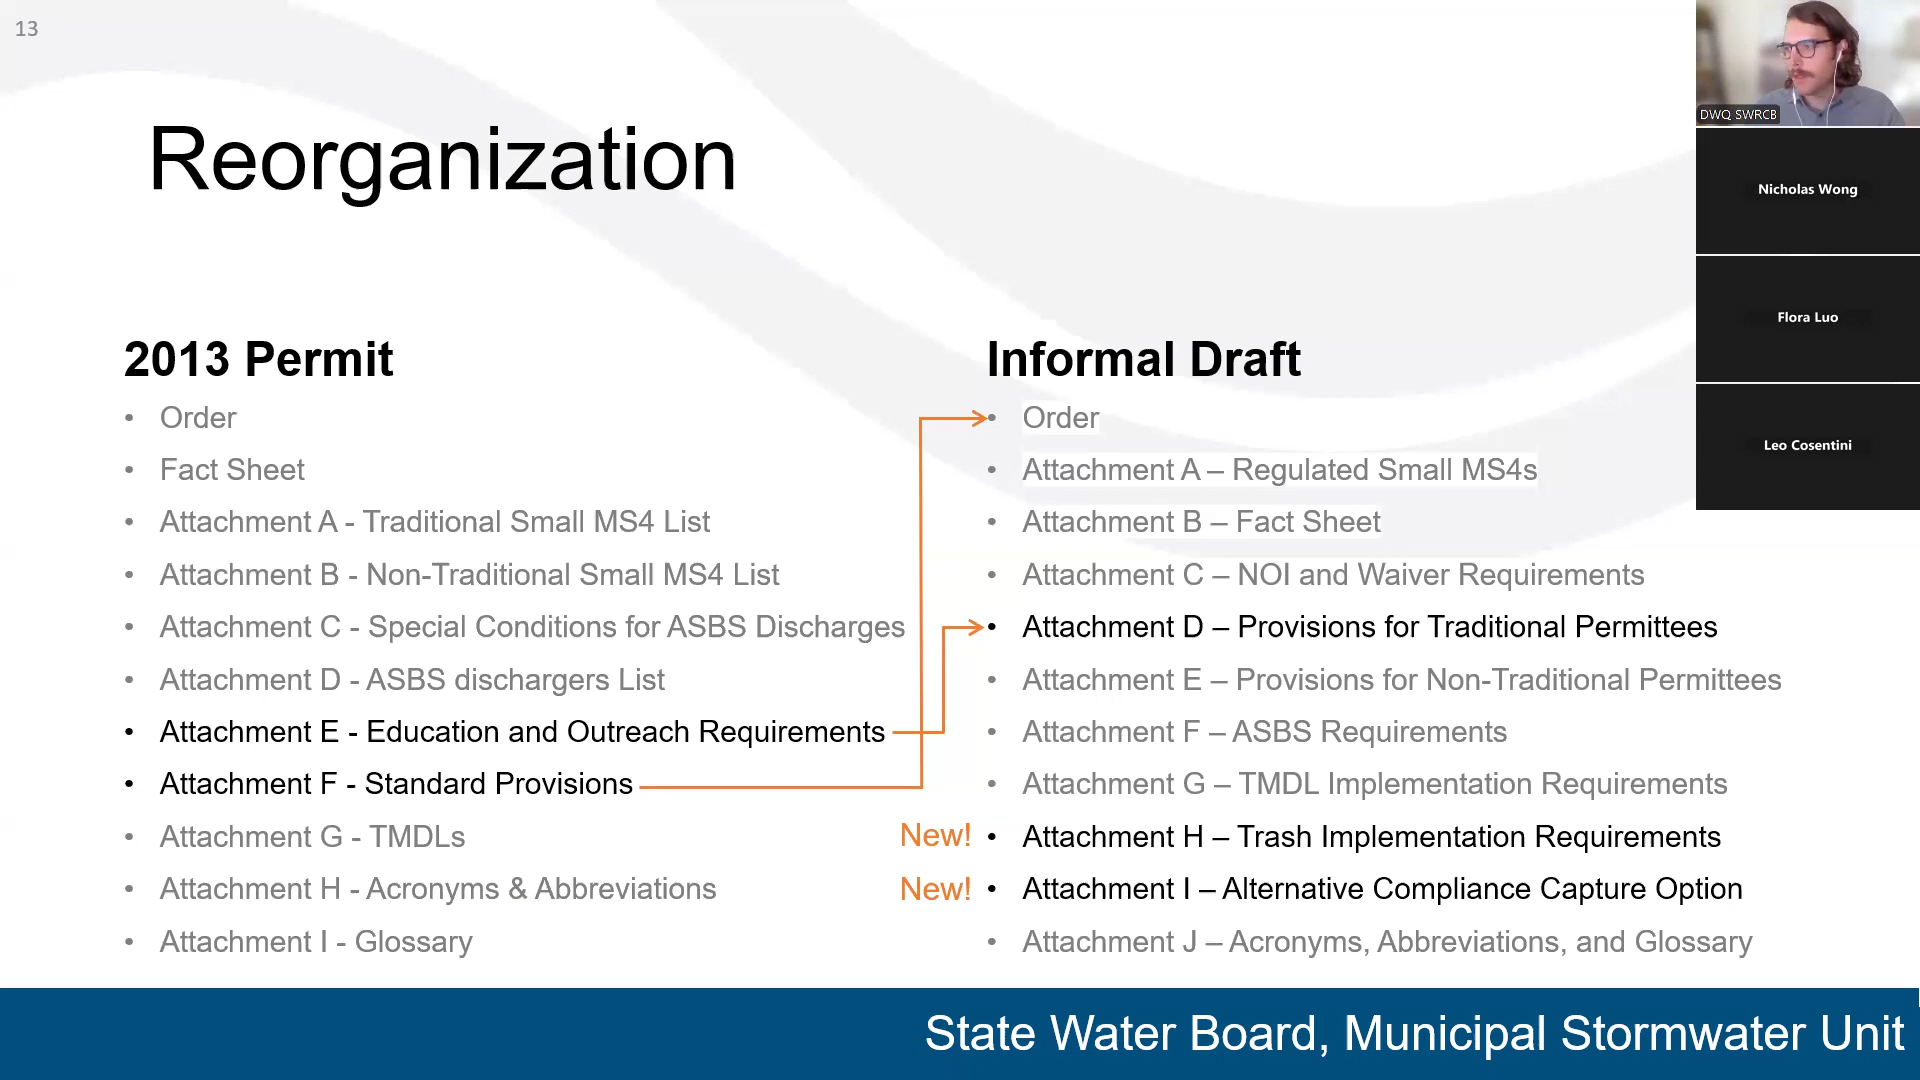 13
Reorganization
2013 Permit
• Order
• Fact Sheet
• Attachment A - Traditional Small MS4 List
• Attachment B - Non-Traditional Small MS4 List
• Attachment C - Special Conditions for ASBS Discharges
• Attachment D - ASBS dischargers List
• Attachment E - Education and Outreach Requirements
• Attachment F - Standard Provisions
• Attachment G - TMDLs
• Attachment H - Acronyms & Abbreviations
• Attachment I - Glossary
Informal Draft
• Order
• Attachment A – Regulated Small MS4s
• Attachment B – Fact Sheet
• Attachment C – NOI and Waiver Requirements
• Attachment D – Provisions for Traditional Permittees
• Attachment E – Provisions for Non-Traditional Permittees
• Attachment F – ASBS Requirements
• Attachment G – TMDL Implementation Requirements
New! • Attachment H – Trash Implementation Requirements
New! • Attachment I – Alternative Compliance Capture Option
• Attachment J – Acronyms, Abbreviations, and Glossary
State Water Board, Municipal Stormwater Unit
DWQ SWRCB
Nicholas Wong
Flora Luo
Leo Cosentini